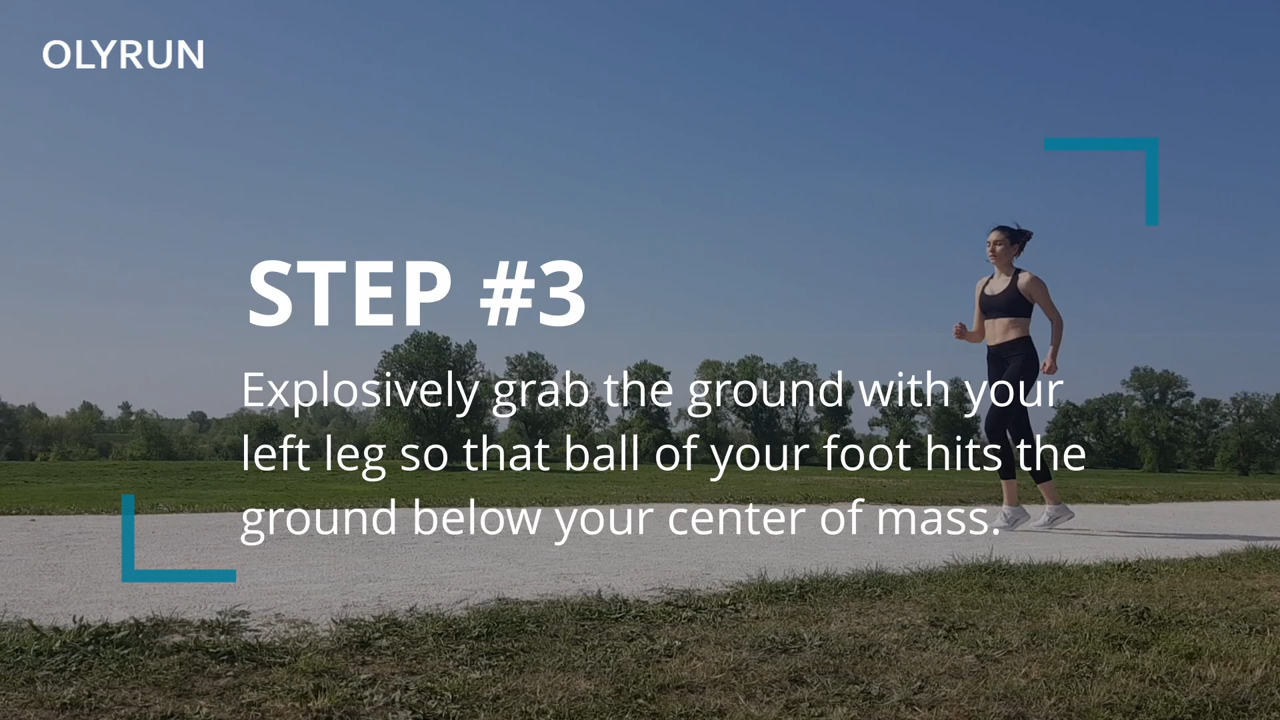 OLYRUN
STEP #3
Explosively grab the ground with your
left leg so that ball of your foot hits the
ground below your center of mass.